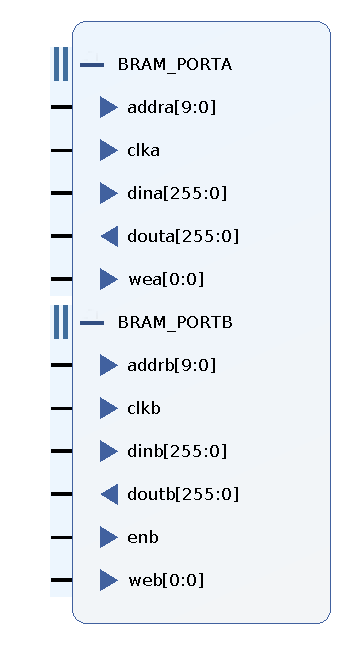 BRAM_PORTA
addra[9:0]
clka
dina[255:0]
douta[255:0]
wea[0:0]
BRAM_PORTB
addrb[9:0]
clkb
dinb[255:0]
doutb[255:0]
enb
web[0:0]